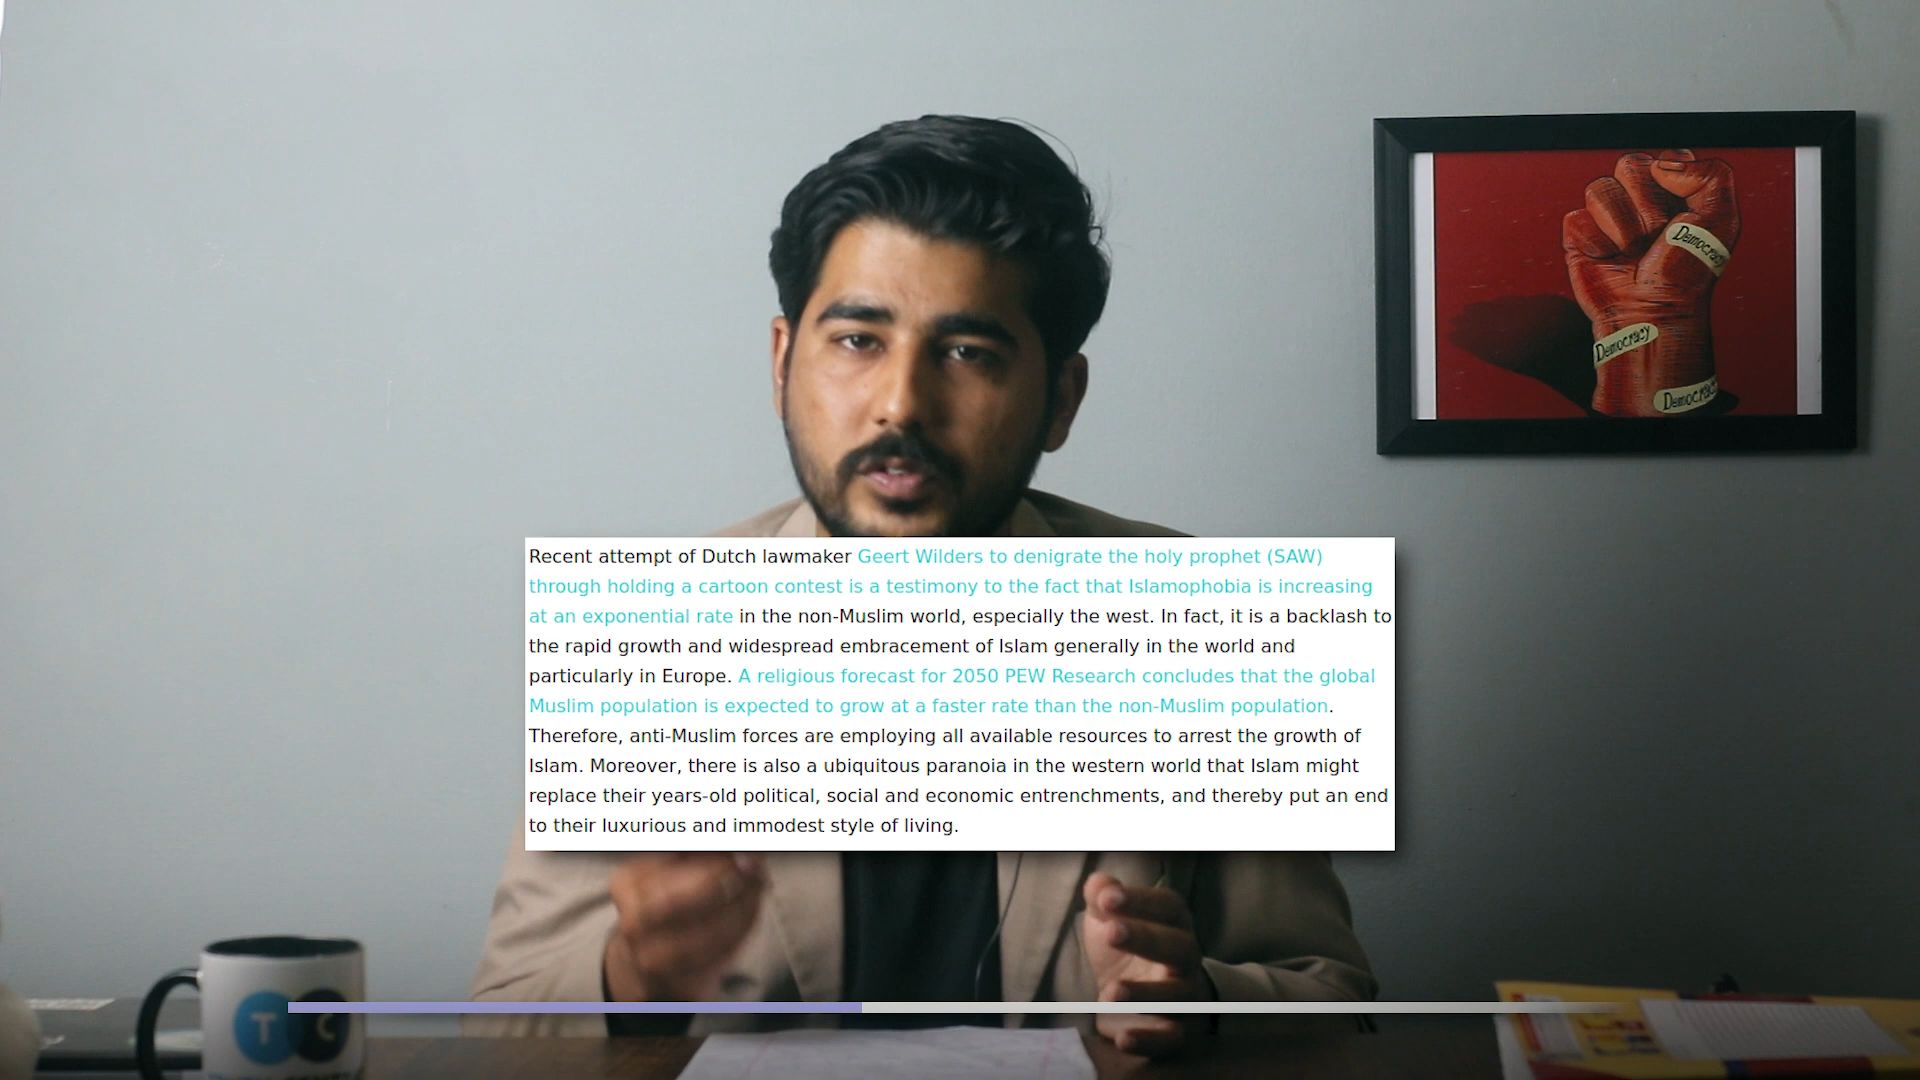 Democracy
Democracy
Democracy
Recent attempt of Dutch lawmaker Geert Wilders to denigrate the holy prophet (SAW)
through holding a cartoon contest is a testimony to the fact that Islamophobia is increasing
at an exponential rate in the non-Muslim world, especially the west. In fact, it is a backlash to
the rapid growth and widespread embracement of Islam generally in the world and
particularly in Europe. A religious forecast for 2050 PEW Research concludes that the global
Muslim population is expected to grow at a faster rate than the non-Muslim population.
Therefore, anti-Muslim forces are employing all available resources to arrest the growth of
Islam. Moreover, there is also a ubiquitous paranoia in the western world that Islam might
replace their years-old political, social and economic entrenchments, and thereby put an end
to their luxurious and immodest style of living.
T C